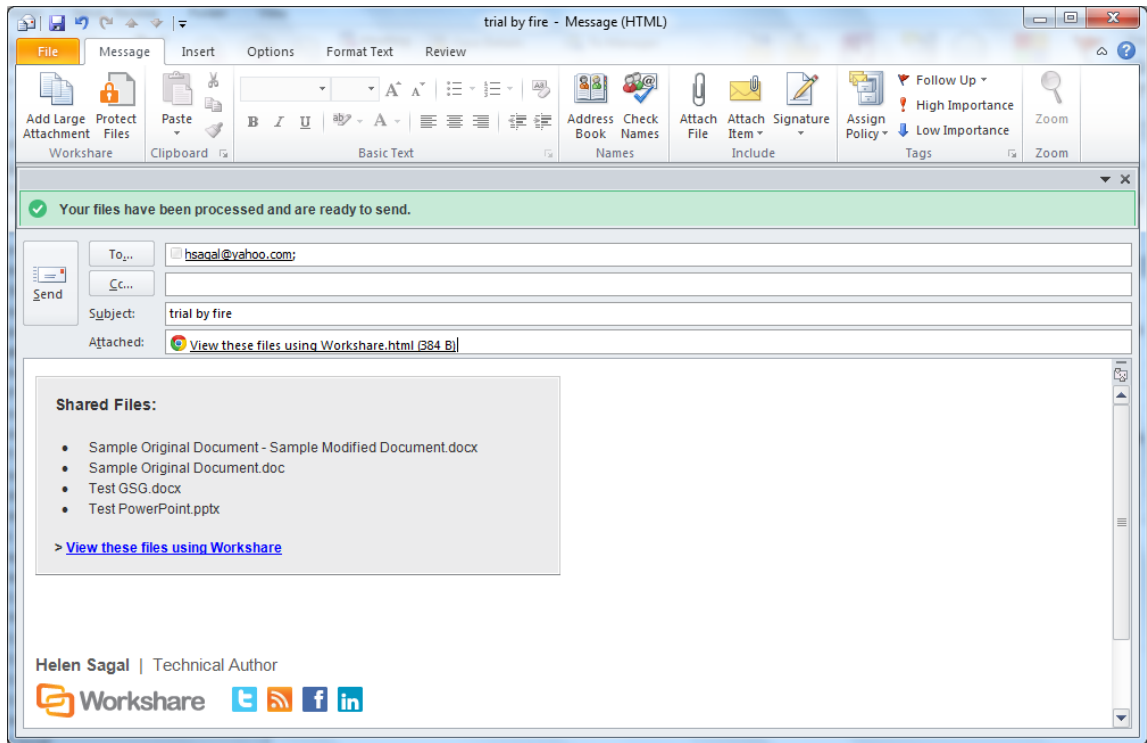 trial by fire - Message (HTML)
File Message Insert Options Format Text Review
Add Large Attachment
Protect Files
Workshare
Paste
Clipboard
B I U
Basic Text
Address Book
Check Names
Names
Attach File
Attach Item
Signature
Include
Assign Policy
Follow Up
High Importance
Low Importance
Tags
Zoom
Zoom
Your files have been processed and are ready to send.
Send
To...
hsagal@yahoo.com;
Cc...
Subject: trial by fire
Attached: View these files using Workshare.html (384 B)
Shared Files:
• Sample Original Document - Sample Modified Document.docx
• Sample Original Document.doc
• Test GSG.docx
• Test PowerPoint.pptx
> View these files using Workshare
Helen Sagal | Technical Author
Workshare